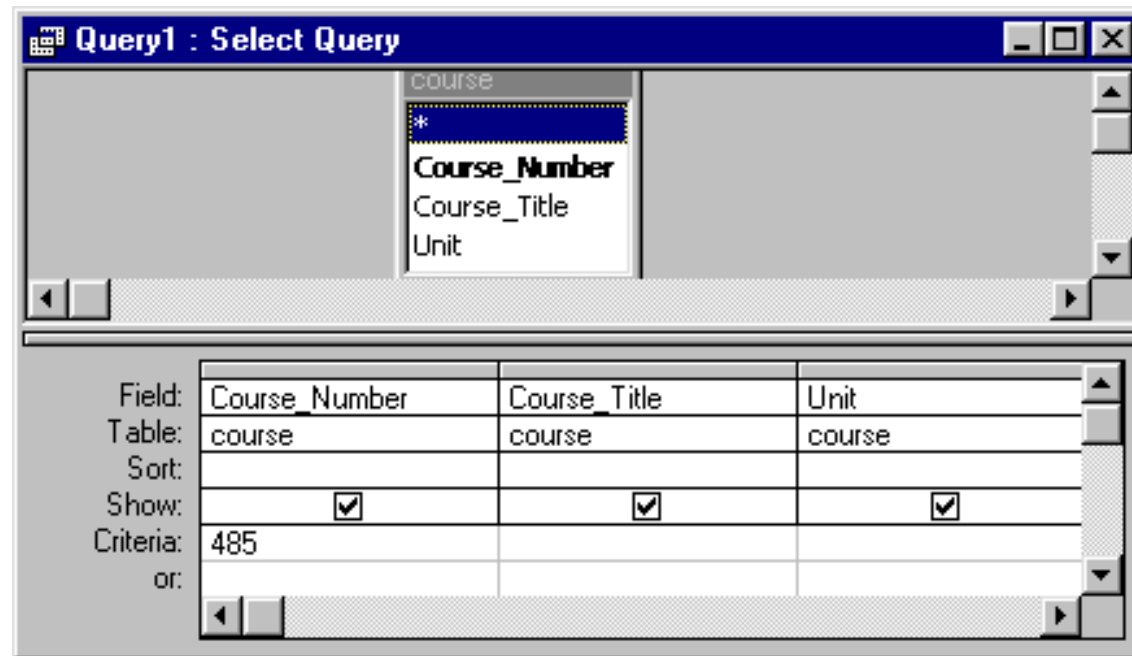 Query1 : Select Query
course
*
Course_Number
Course_Title
Unit
Field: Course_Number Course_Title Unit
Table: course course course
Sort:
Show:
Criteria: 485
or: